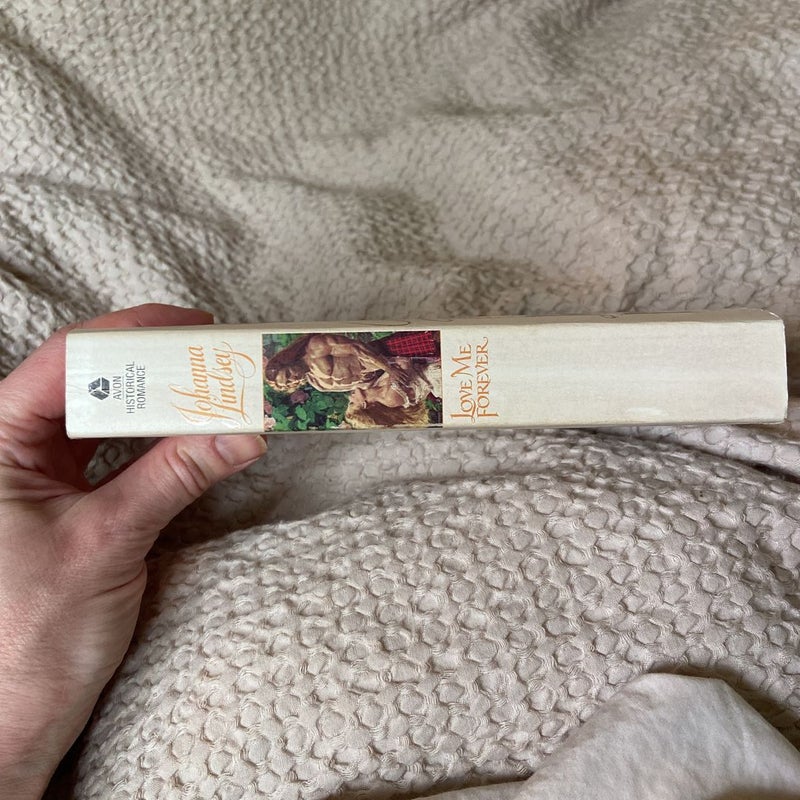 AVON
HISTORICAL
ROMANCE
Johanna
Lindsey
LOVE ME
FOREVER